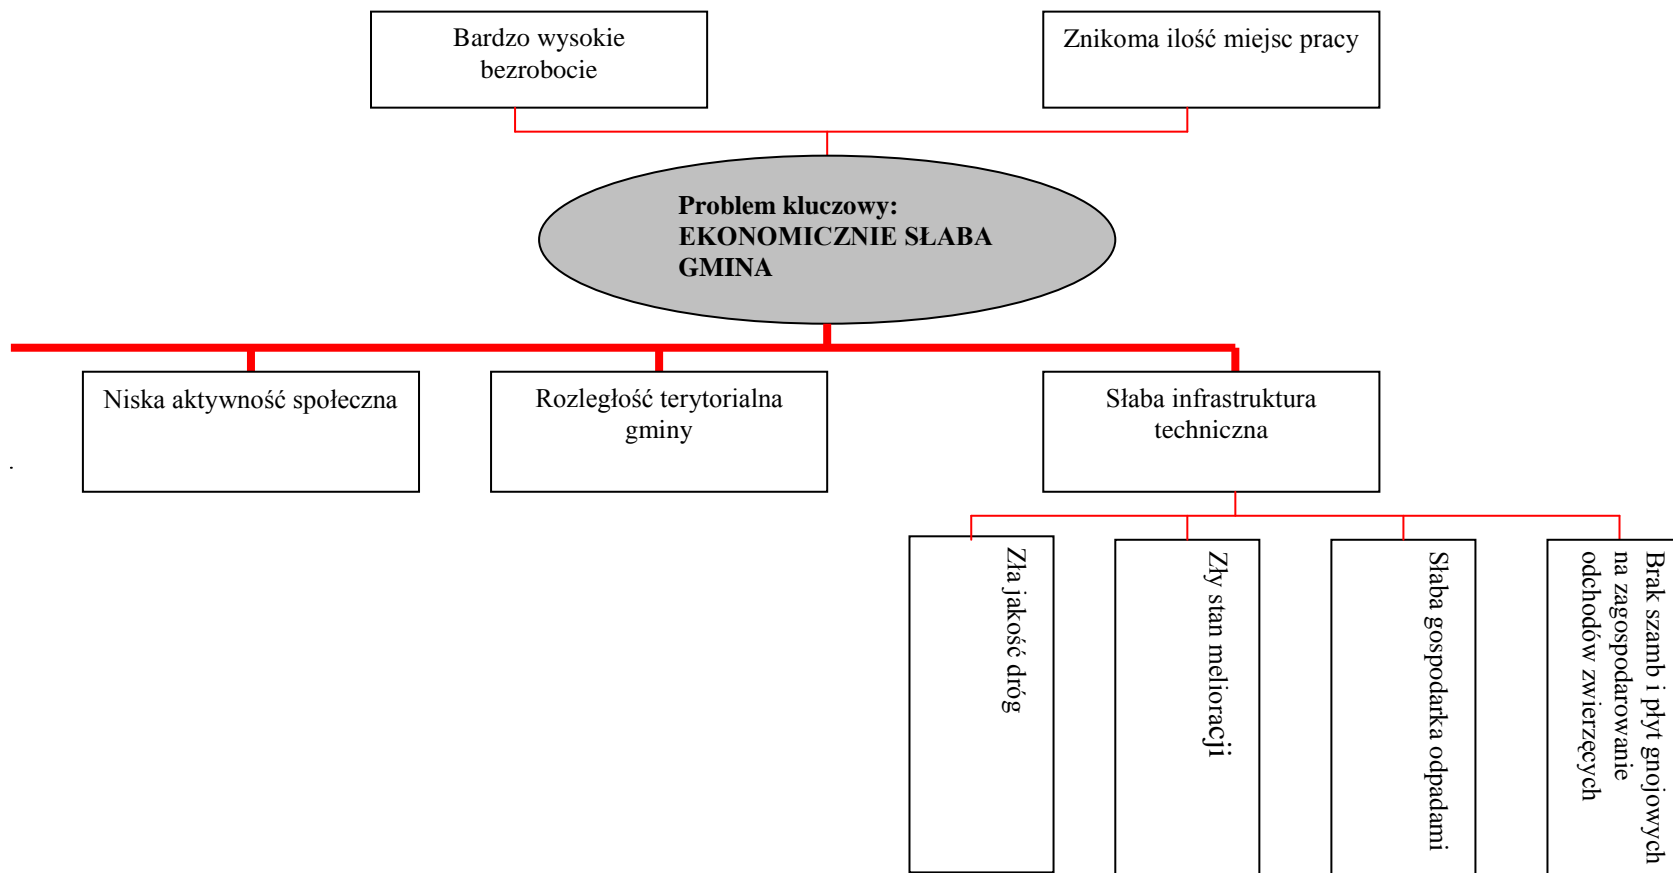 Bardzo wysokie
bezrobocie
Znikoma ilość miejsc pracy
Problem kluczowy:
EKONOMICZNIE SŁABA
GMINA
Niska aktywność społeczna
Rozległość terytorialna
gminy
Słaba infrastruktura
techniczna
.
Zła jakość dróg
Zły stan melioracji
Słaba gospodarka odpadami
Brak szamb i płyt gnojowych
na zagospodarowanie
odchodów zwierzęcych